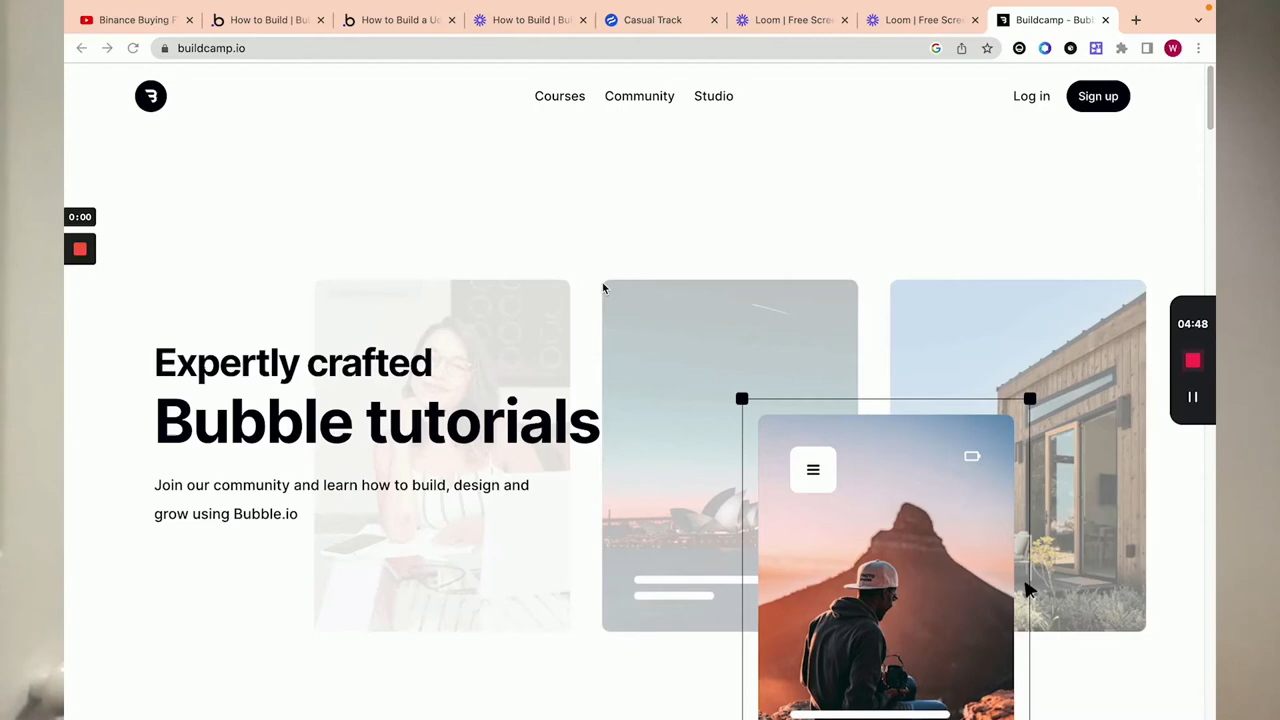 Binance Buying F
How to Build | Bu
How to Build a Uc
How to Build | Bu
Casual Track
Loom | Free Scre
Loom | Free Scre
Buildcamp - Bubb
buildcamp.io
W
Courses
Community
Studio
Log in
Sign up
0:00
04:48
Expertly crafted
Bubble tutorials
Join our community and learn how to build, design and
grow using Bubble.io